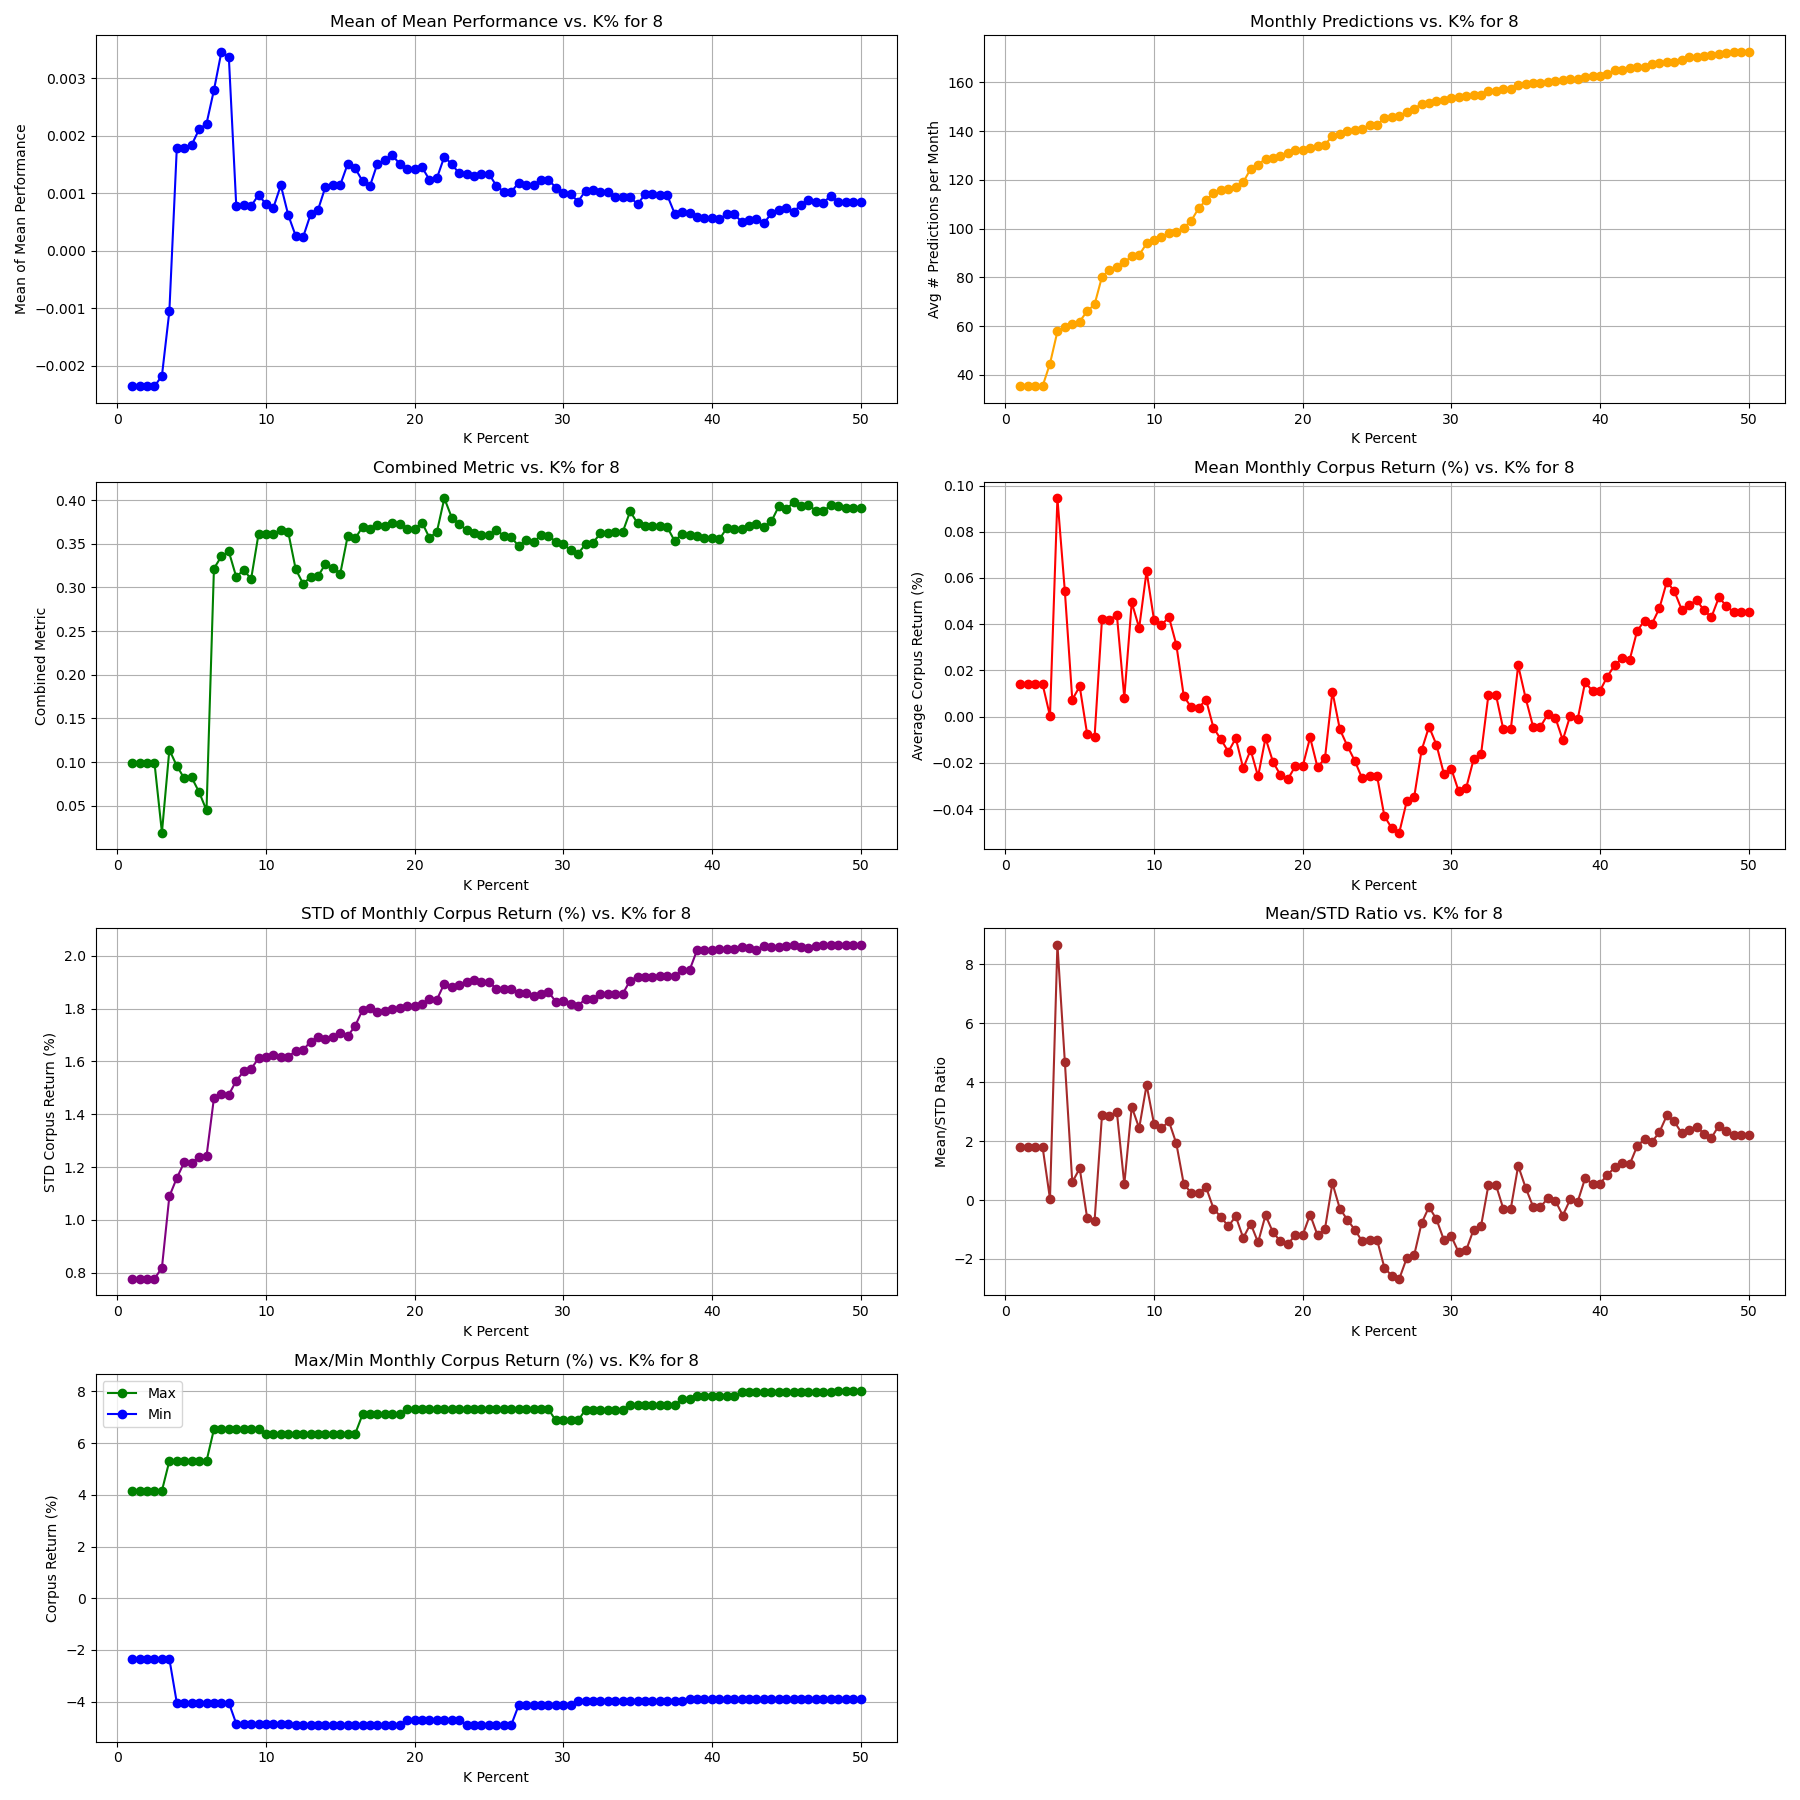 Mean of Mean Performance vs. K% for 8
Mean of Mean Performance
0.003
0.002
0.001
0.000
−0.001
−0.002
0 10 20 30 40 50
K Percent
Monthly Predictions vs. K% for 8
Avg # Predictions per Month
160
140
120
100
80
60
40
0 10 20 30 40 50
K Percent
Combined Metric vs. K% for 8
Combined Metric
0.40
0.35
0.30
0.25
0.20
0.15
0.10
0.05
0 10 20 30 40 50
K Percent
Mean Monthly Corpus Return (%) vs. K% for 8
Average Corpus Return (%)
0.10
0.08
0.06
0.04
0.02
0.00
−0.02
−0.04
0 10 20 30 40 50
K Percent
STD of Monthly Corpus Return (%) vs. K% for 8
STD Corpus Return (%)
2.0
1.8
1.6
1.4
1.2
1.0
0.8
0 10 20 30 40 50
K Percent
Mean/STD Ratio vs. K% for 8
Mean/STD Ratio
8
6
4
2
0
−2
0 10 20 30 40 50
K Percent
Max/Min Monthly Corpus Return (%) vs. K% for 8
Max
Min
Corpus Return (%)
8
6
4
2
0
−2
−4
0 10 20 30 40 50
K Percent